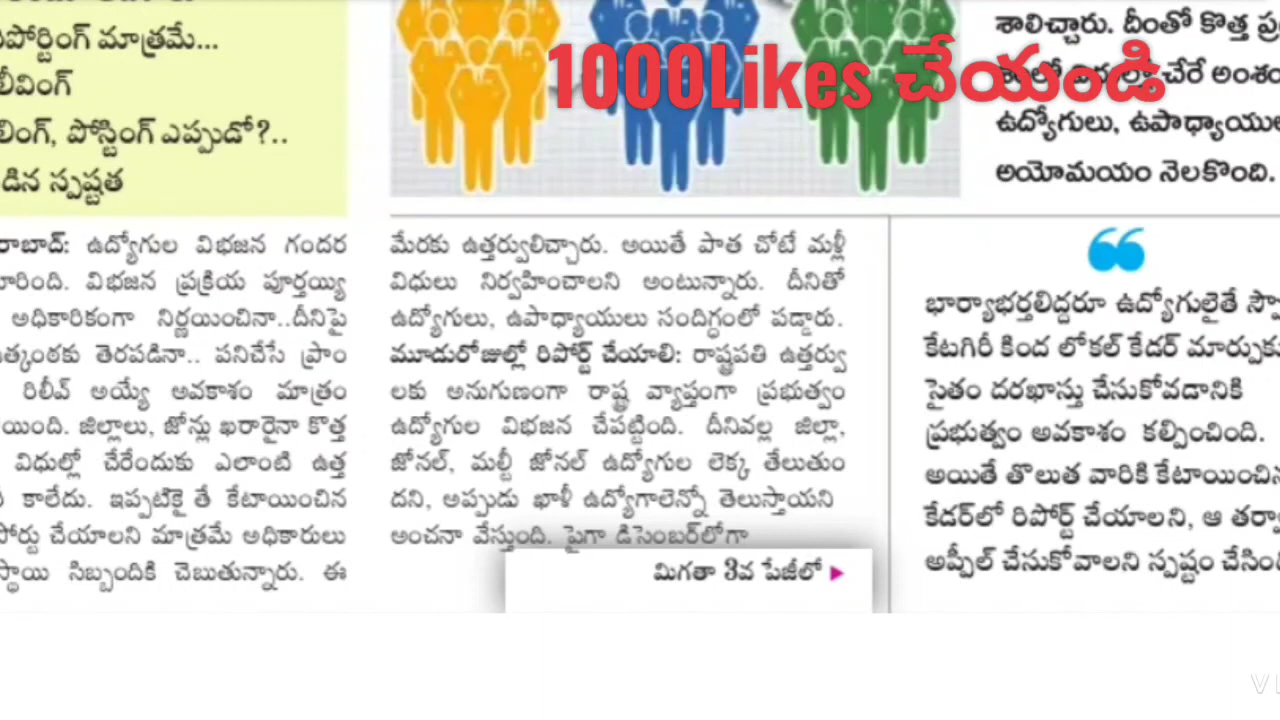 పోర్టింగ్ మాత్రమే...
లీవింగ్
లింగ్, పోస్టింగ్ ఎప్పుడో?..
డిన స్పష్టత
1000Likes చేయండి
శాలిచ్చారు. దీంతో కొత్త ప్ర
చేరే అంశం
ఉద్యోగులు, ఉపాధ్యాయుల
అయోమయం నెలకొంది.
రాబాద్: ఉద్యోగుల విభజన గందర
మారింది. విభజన ప్రక్రియ పూర్తయ్యి
అధికారికంగా నిర్ణయించినా..దీనిపై
త్కంఠకు తెరపడినా.. పనిచేసే ప్రాం
రిలీవ్ అయ్యే అవకాశం మాత్రం
యింది. జిల్లాలు, జోన్లు ఖరారైనా కొత్త
విధుల్లో చేరేందుకు ఎలాంటి ఉత్త
కాలేదు. ఇప్పటికై తే కేటాయించిన
పోర్టు చేయాలని మాత్రమే అధికారులు
స్థాయి సిబ్బందికి చెబుతున్నారు. ఈ
మేరకు ఉత్తర్వులిచ్చారు. అయితే పాత చోటే మళ్లీ
విధులు నిర్వహించాలని అంటున్నారు. దీనితో
ఉద్యోగులు, ఉపాధ్యాయులు సందిగ్ధంలో పడ్డారు.
మూడురోజుల్లో రిపోర్ట్ చేయాలి: రాష్ట్రపతి ఉత్తర్వు
లకు అనుగుణంగా రాష్ట్ర వ్యాప్తంగా ప్రభుత్వం
ఉద్యోగుల విభజన చేపట్టింది. దీనివల్ల జిల్లా,
జోనల్, మల్టీ జోనల్ ఉద్యోగుల లెక్క తేలుతుం
దని, అప్పుడు ఖాళీ ఉద్యోగాలెన్నో తెలుస్తాయని
అంచనా వేస్తుంది. పైగా డిసెంబర్‌లోగా
మిగతా 3వ పేజీలో
భార్యాభర్తలిద్దరూ ఉద్యోగులైతే స్పౌ
కేటగిరీ కింద లోకల్ కేడర్ మార్పుకు
సైతం దరఖాస్తు చేసుకోవడానికి
ప్రభుత్వం అవకాశం కల్పించింది.
అయితే తొలుత వారికి కేటాయించిన
కేడర్‌లో రిపోర్ట్ చేయాలని, ఆ తర్వా
అప్పీల్ చేసుకోవాలని స్పష్టం చేసింది